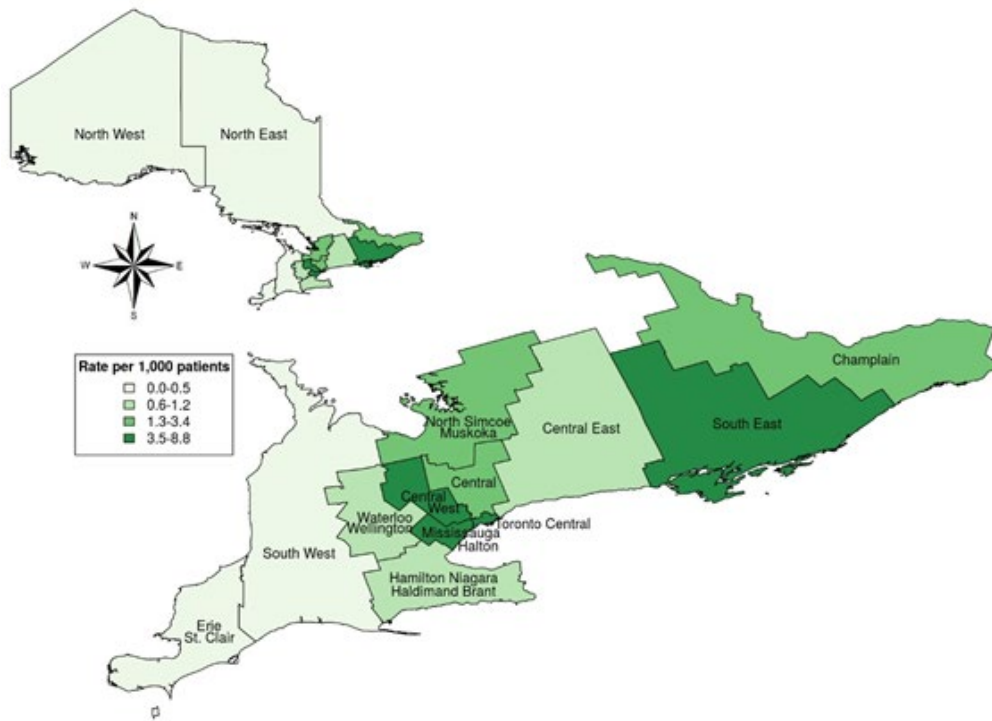 North West
North East
N
W
E
S
Rate per 1,000 patients
0.0-0.5
0.6-1.2
1.3-3.4
3.5-8.8
Champlain
North Simcoe
Muskoka
Central East
South East
Central
Central
West
Toronto Central
Waterloo
Wellington
Mississauga
Halton
South West
Hamilton Niagara
Haldimand Brant
Erie
St. Clair